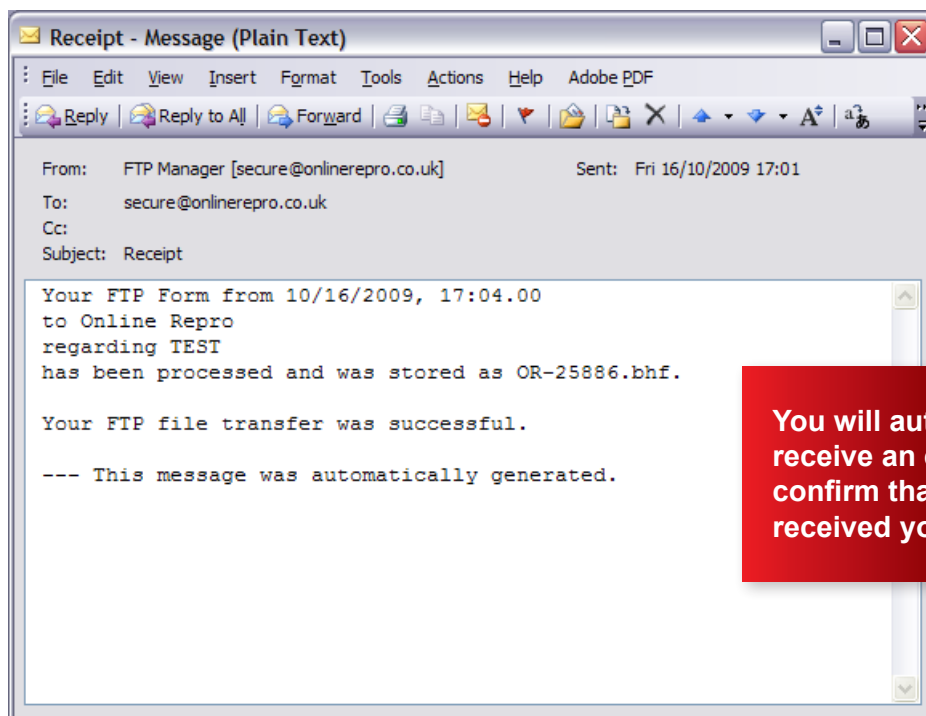 Receipt - Message (Plain Text)
File Edit View Insert Format Tools Actions Help Adobe PDF
Reply Reply to All Forward
From: FTP Manager [secure@onlinerepro.co.uk] Sent: Fri 16/10/2009 17:01
To: secure@onlinerepro.co.uk
Cc:
Subject: Receipt
Your FTP Form from 10/16/2009, 17:04.00
to Online Repro
regarding TEST
has been processed and was stored as OR-25886.bhf.
Your FTP file transfer was successful.
--- This message was automatically generated.
You will
receive an
confirm
received